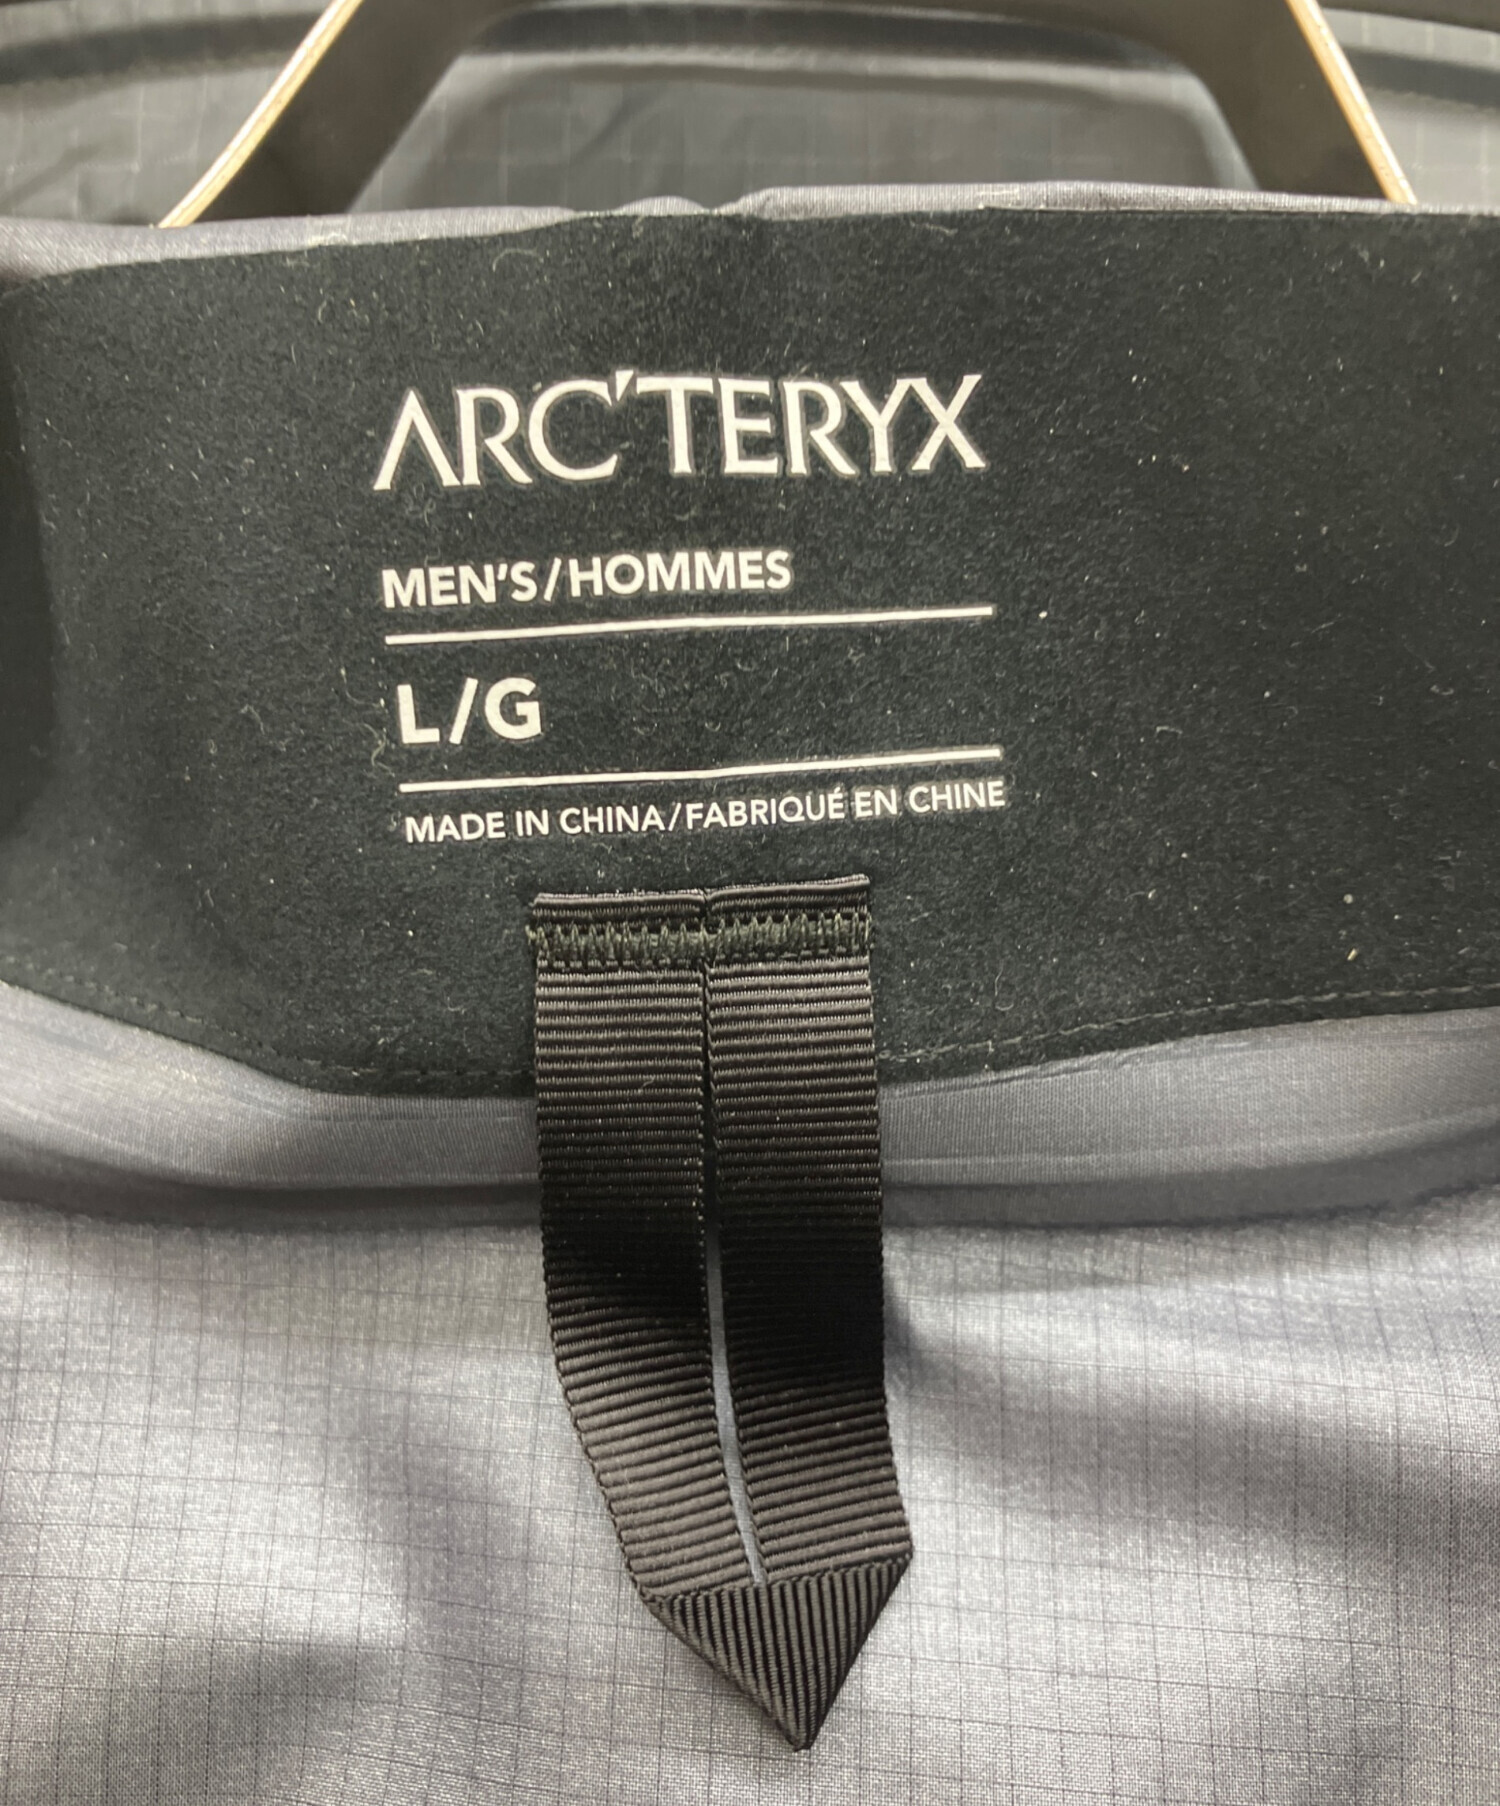 ARC'TERYX
MEN'S/HOMMES
L/G
MADE IN CHINA/FABRIQUÉ EN CHINE